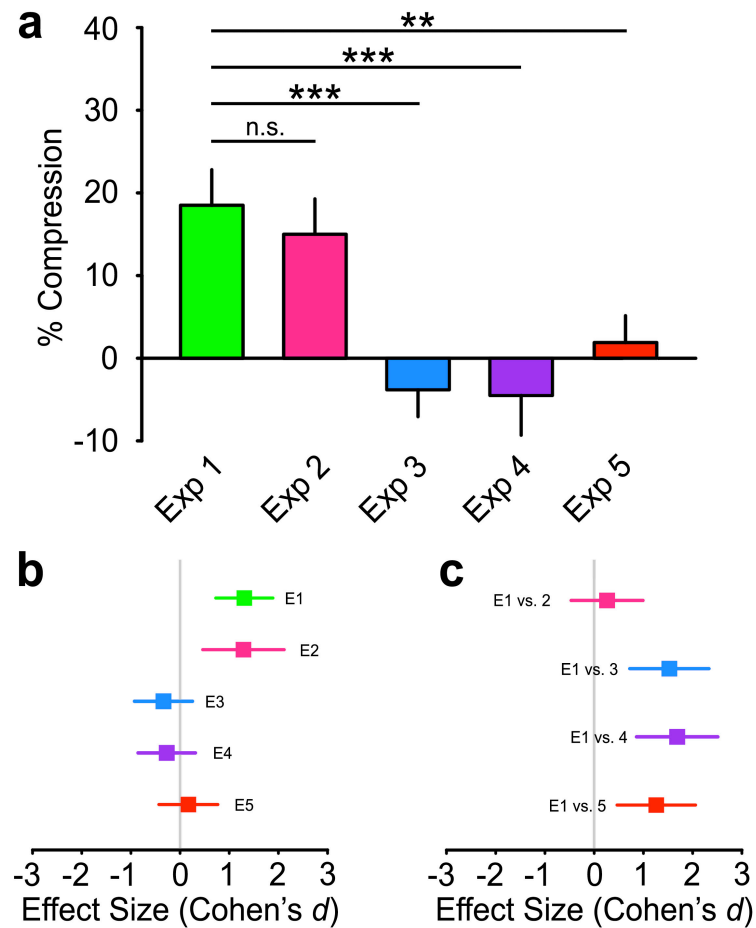 a
40
**
***
30
***
n.s.
% Compression
20
10
0
-10
Exp 1
Exp 2
Exp 3
Exp 4
Exp 5
b
E1
E2
E3
E4
E5
-3 -2 -1 0 1 2 3
Effect Size (Cohen's d)
c
E1 vs. 2
E1 vs. 3
E1 vs. 4
E1 vs. 5
-3 -2 -1 0 1 2 3
Effect Size (Cohen's d)